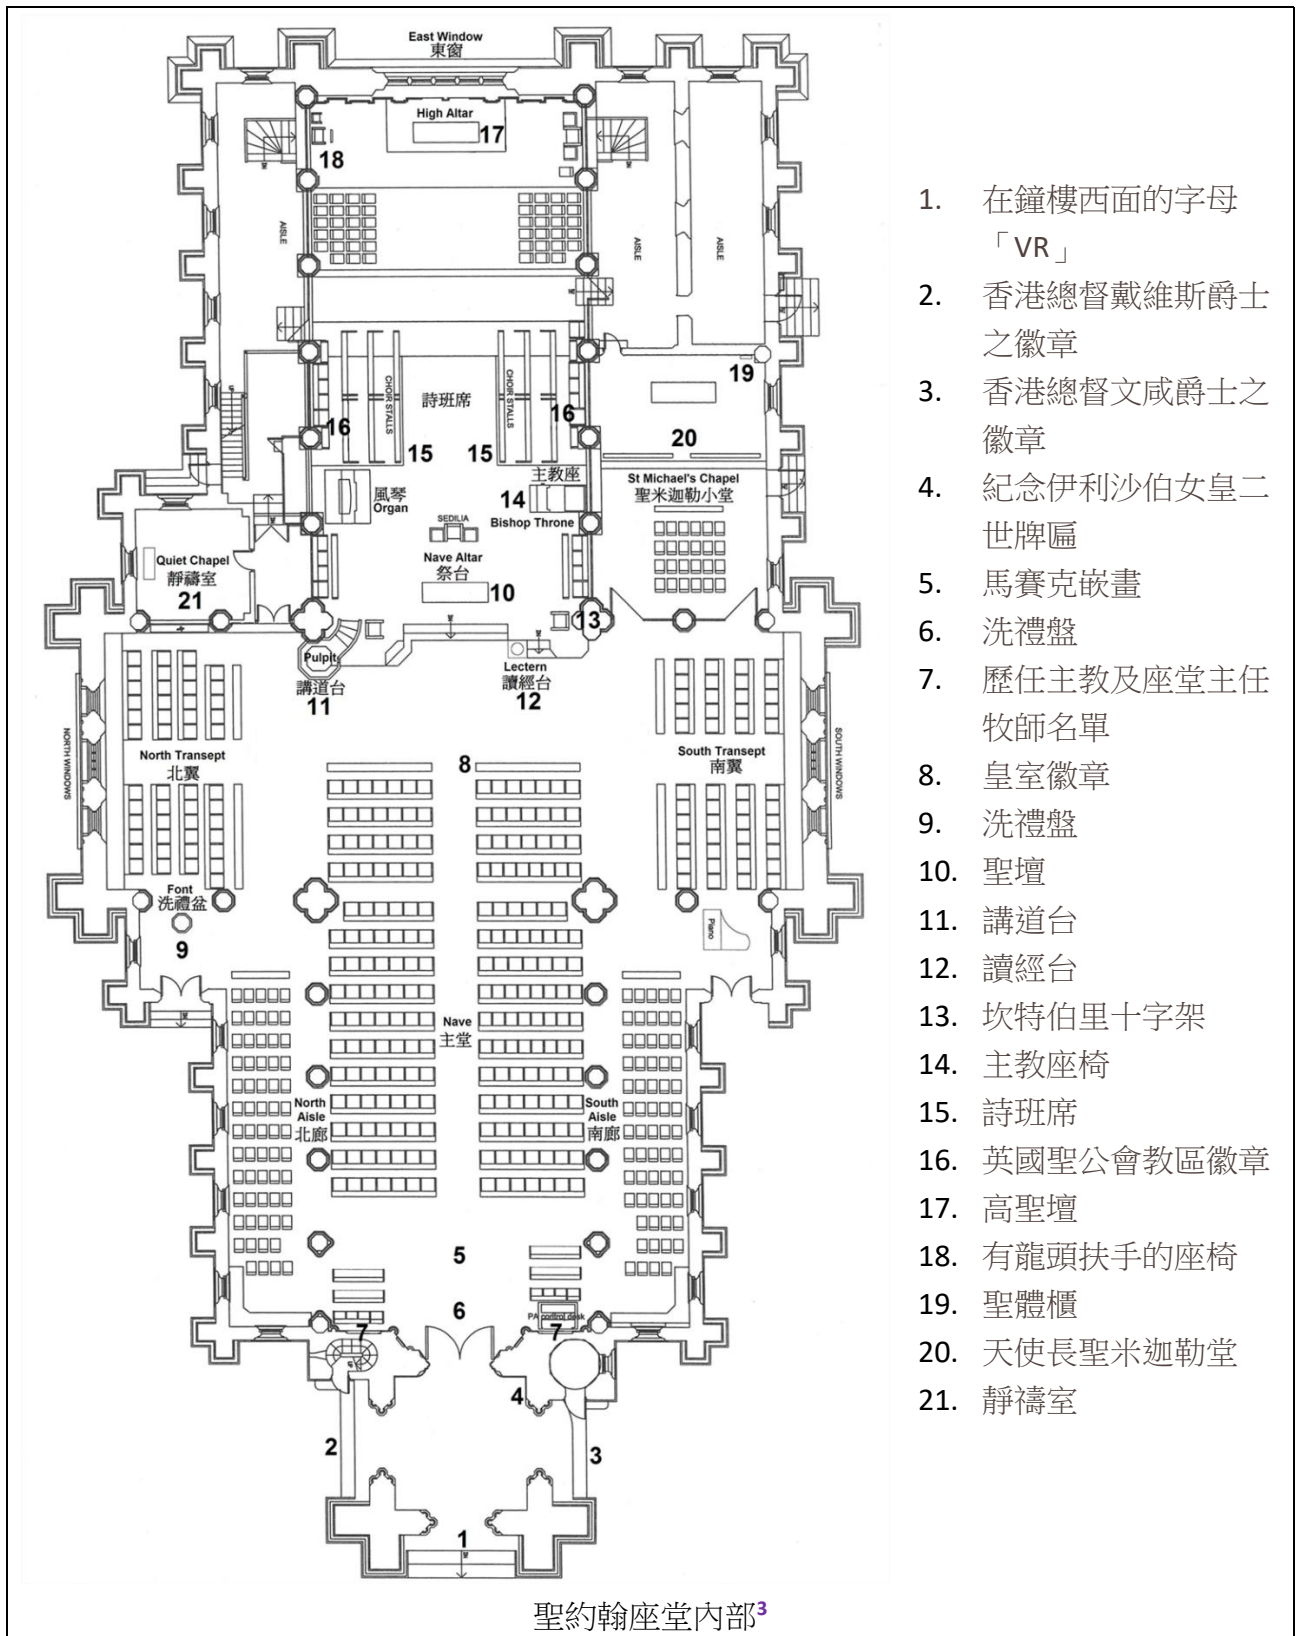 East Window
東窗
High Altar
17
18
AISLE
AISLE
AISLE
19
CHOIR STALLS
詩班席
CHOIR STALLS
16
16
15
15
20
主教座
St Michael's Chapel
聖米迦勒小堂
風琴
Organ
14
SEDILIA
Bishop Throne
Quiet Chapel
靜禱室
21
Nave Altar
祭台
10
13
Pulpit
講道台
11
Lectern
讀經台
12
NORTH WINDOWS
North Transept
北翼
South Transept
南翼
SOUTH WINDOWS
8
Font
洗禮盆
9
Piano
Nave
主堂
North
Aisle
北廊
South
Aisle
南廊
5
6
PA control desk
7
7
4
2
3
1
1. 在鐘樓西面的字母
「VR」
2. 香港總督戴維斯爵士
之徽章
3. 香港總督文咸爵士之
徽章
4. 紀念伊利沙伯女皇二
世牌匾
5. 馬賽克嵌畫
6. 洗禮盤
7. 歷任主教及座堂主任
牧師名單
8. 皇室徽章
9. 洗禮盤
10. 聖壇
11. 講道台
12. 讀經台
13. 坎特伯里十字架
14. 主教座椅
15. 詩班席
16. 英國聖公會教區徽章
17. 高聖壇
18. 有龍頭扶手的座椅
19. 聖體櫃
20. 天使長聖米迦勒堂
21. 靜禱室
聖約翰座堂內部3